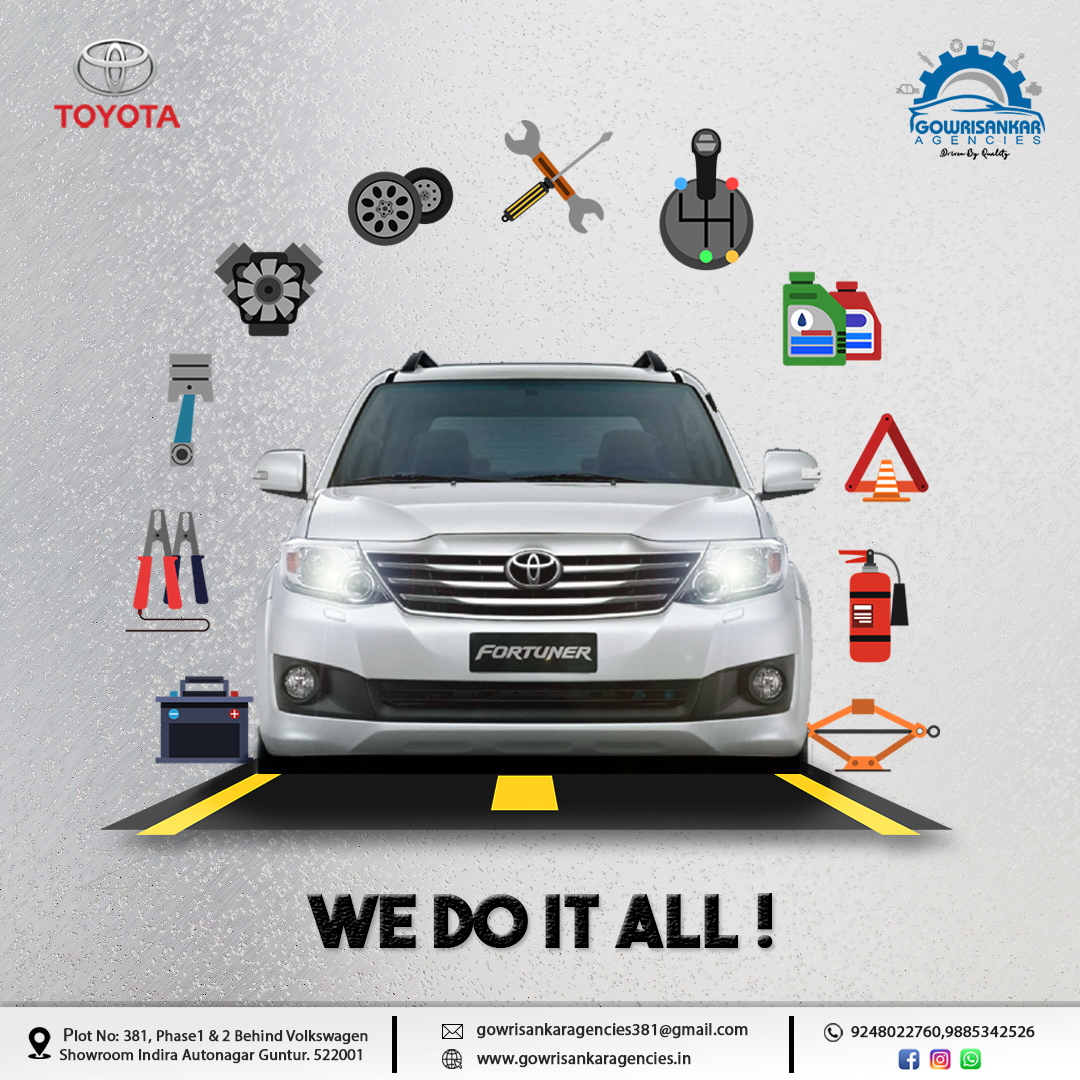 TOYOTA
GOWRISANKAR
AGENCIES
Driven By Quality
FORTUNER
WE DO IT ALL !
Plot No: 381, Phase1 & 2 Behind Volkswagen
Showroom Indira Autonagar Guntur. 522001
gowrisankaragencies381@gmail.com
www.gowrisankaragencies.in
9248022760,9885342526